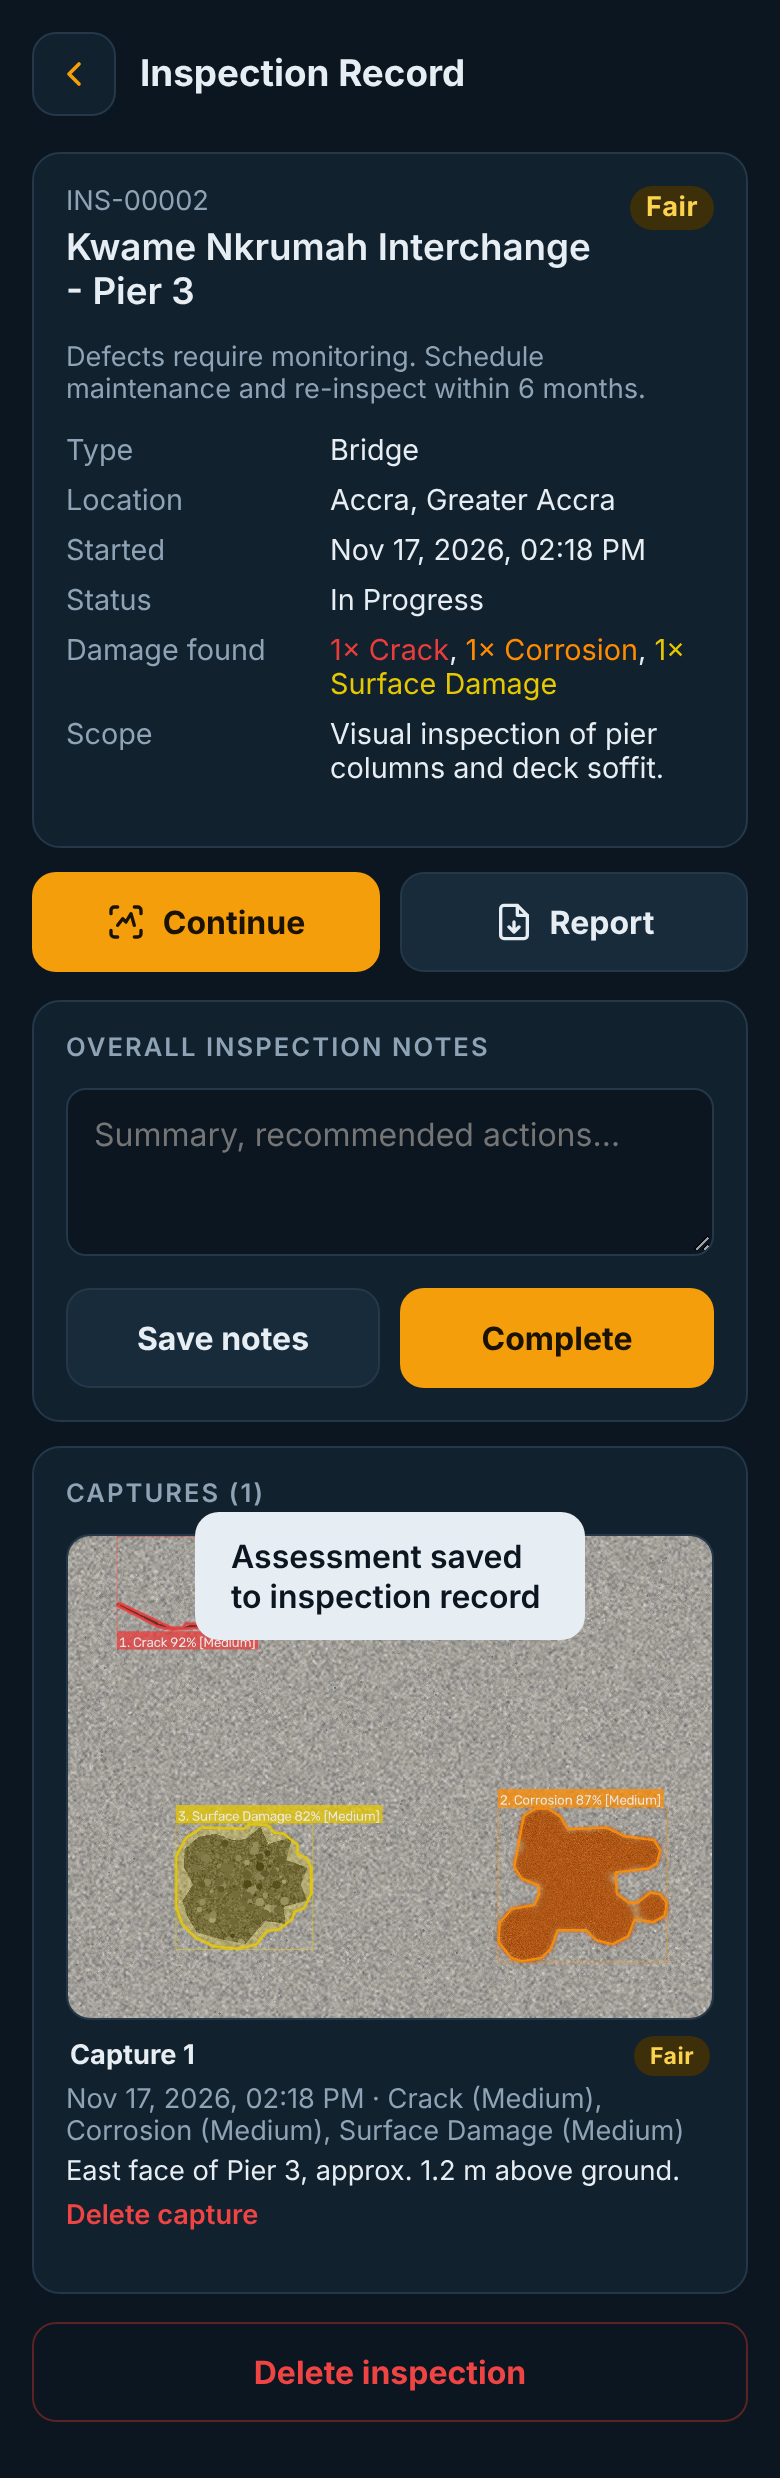 Inspection Record
INS-00002
Fair
Kwame Nkrumah Interchange
- Pier 3
Defects require monitoring. Schedule
maintenance and re-inspect within 6 months.
Type Bridge
Location Accra, Greater Accra
Started Nov 17, 2026, 02:18 PM
Status In Progress
Damage found 1× Crack, 1× Corrosion, 1×
Surface Damage
Scope Visual inspection of pier
columns and deck soffit.
Continue
Report
OVERALL INSPECTION NOTES
Summary, recommended actions...
Save notes
Complete
CAPTURES (1)
Assessment saved
to inspection record
1. Crack 92% [Medium]
2. Corrosion 87% [Medium]
3. Surface Damage 82% [Medium]
Capture 1
Fair
Nov 17, 2026, 02:18 PM · Crack (Medium),
Corrosion (Medium), Surface Damage (Medium)
East face of Pier 3, approx. 1.2 m above ground.
Delete capture
Delete inspection